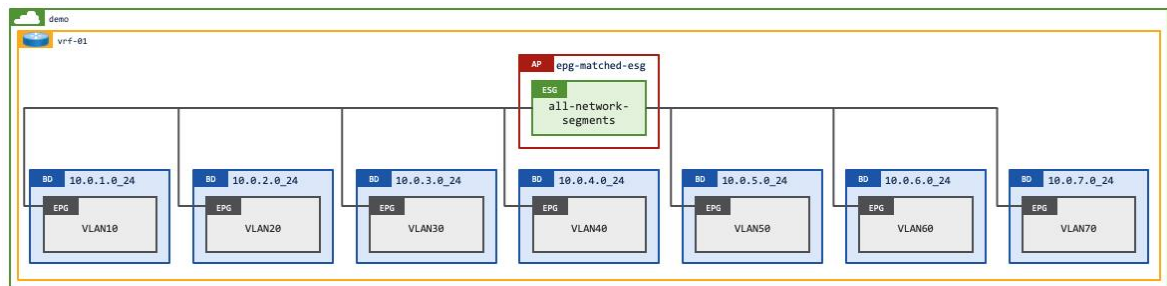 demo
vrf-01
AP epg-matched-esg
ESG
all-network-
segments
BD 10.0.1.0_24
EPG
VLAN10
BD 10.0.2.0_24
EPG
VLAN20
BD 10.0.3.0_24
EPG
VLAN30
BD 10.0.4.0_24
EPG
VLAN40
BD 10.0.5.0_24
EPG
VLAN50
BD 10.0.6.0_24
EPG
VLAN60
BD 10.0.7.0_24
EPG
VLAN70